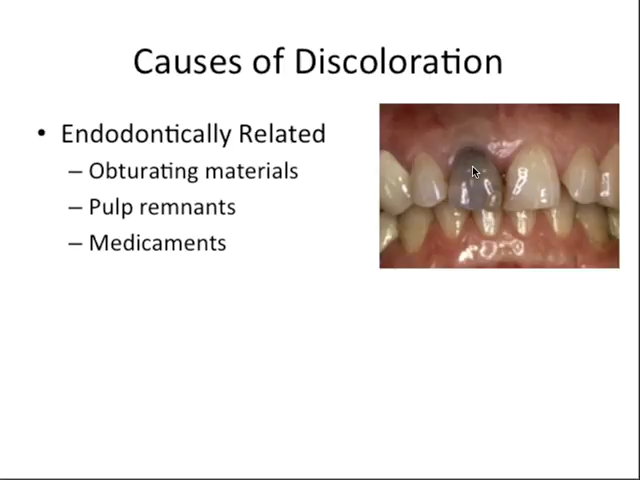 Causes of Discoloration
• Endodontically Related
– Obturating materials
– Pulp remnants
– Medicaments